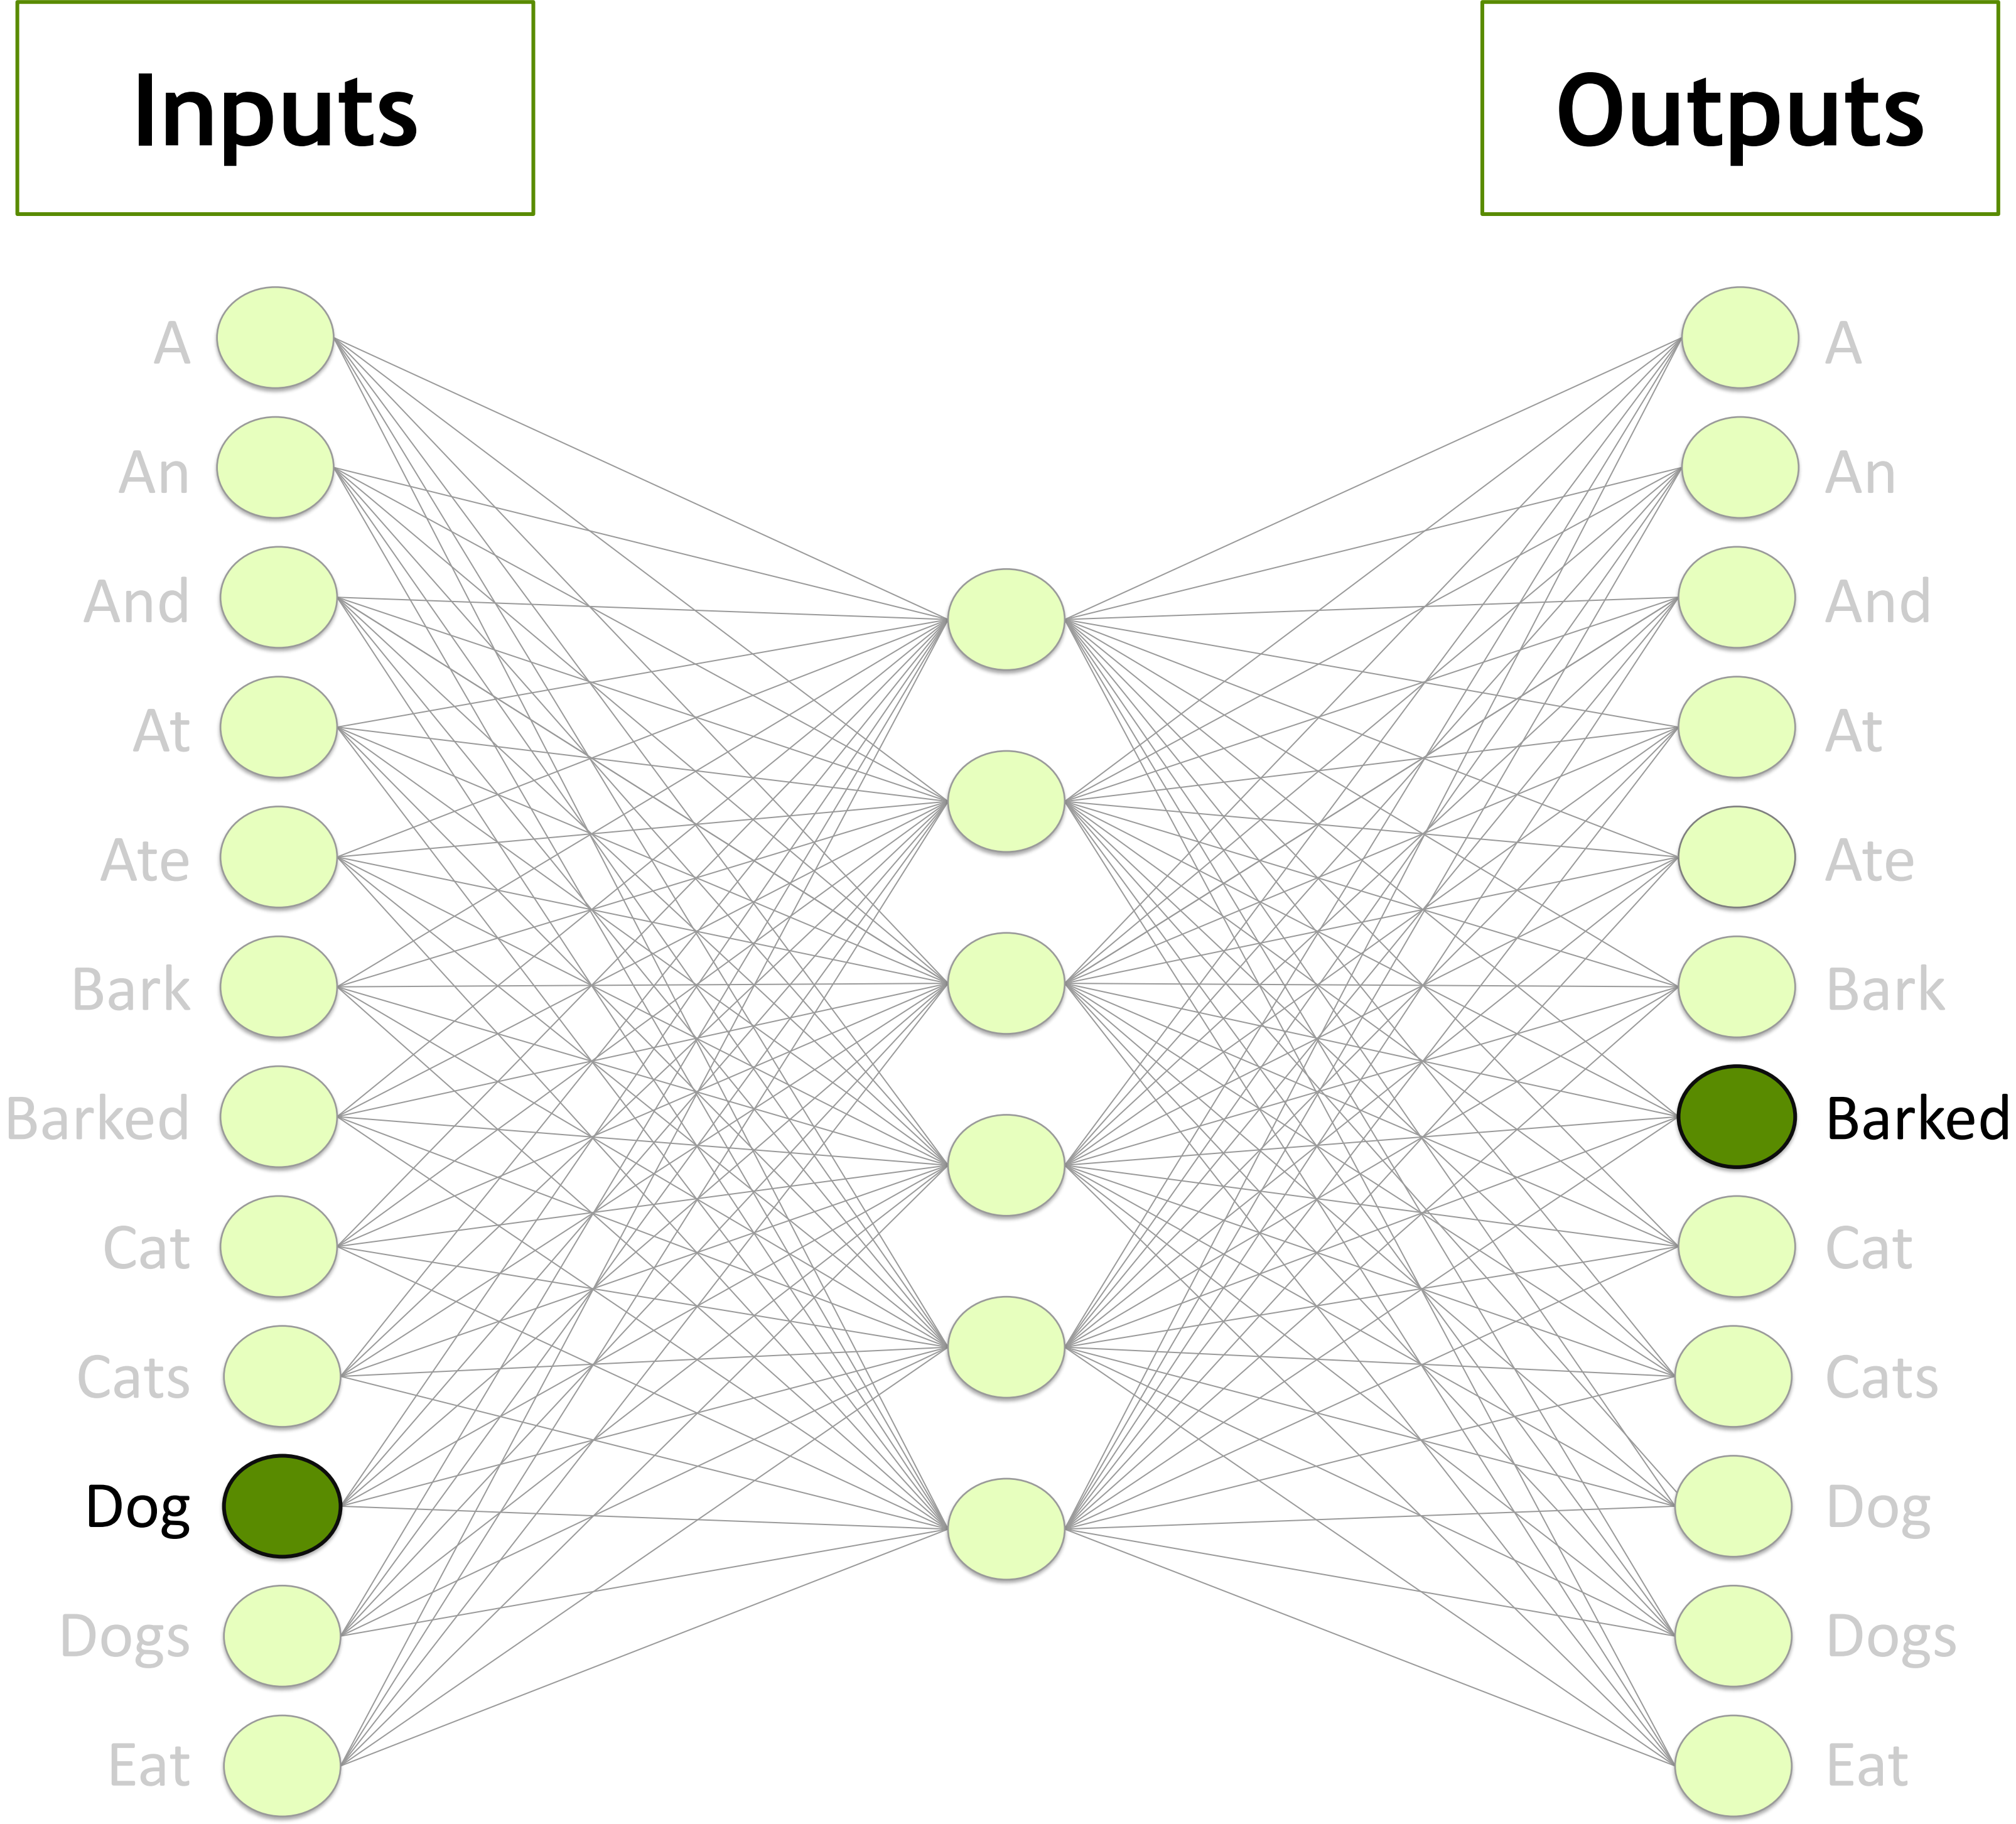 Inputs
Outputs
A
An
And
At
Ate
Bark
Barked
Cat
Cats
Dog
Dogs
Eat
A
An
And
At
Ate
Bark
Barked
Cat
Cats
Dog
Dogs
Eat